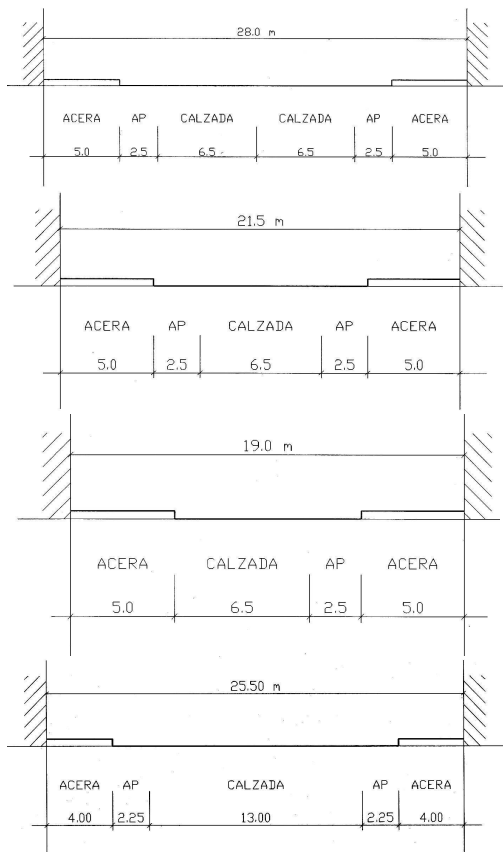 28.0 m
ACERA AP CALZADA CALZADA AP ACERA
5.0 2.5 6.5 6.5 2.5 5.0
21.5 m
ACERA AP CALZADA AP ACERA
5.0 2.5 6.5 2.5 5.0
19.0 m
ACERA CALZADA AP ACERA
5.0 6.5 2.5 5.0
25.50 m
ACERA AP CALZADA AP ACERA
4.00 2.25 13.00 2.25 4.00